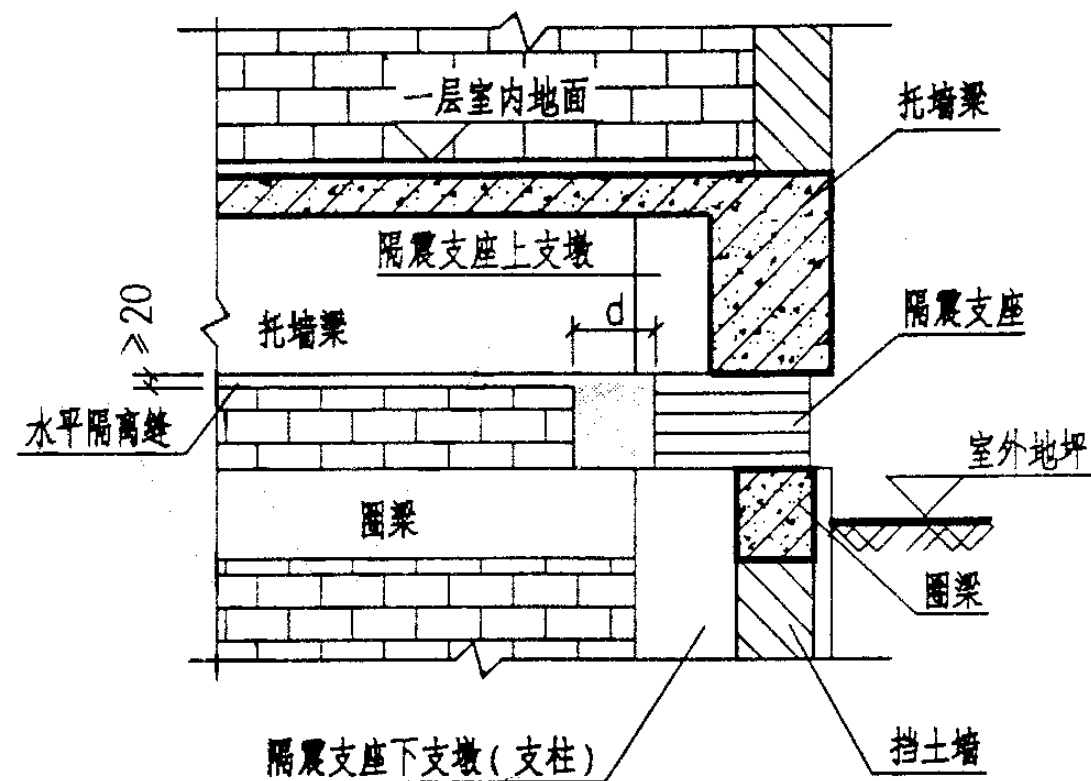 一层室内地面
托墙梁
隔震支座上支墩
d
隔震支座
≥20
托墙梁
水平隔离缝
室外地坪
圈梁
圈梁
隔震支座下支墩(支柱)
挡土墙